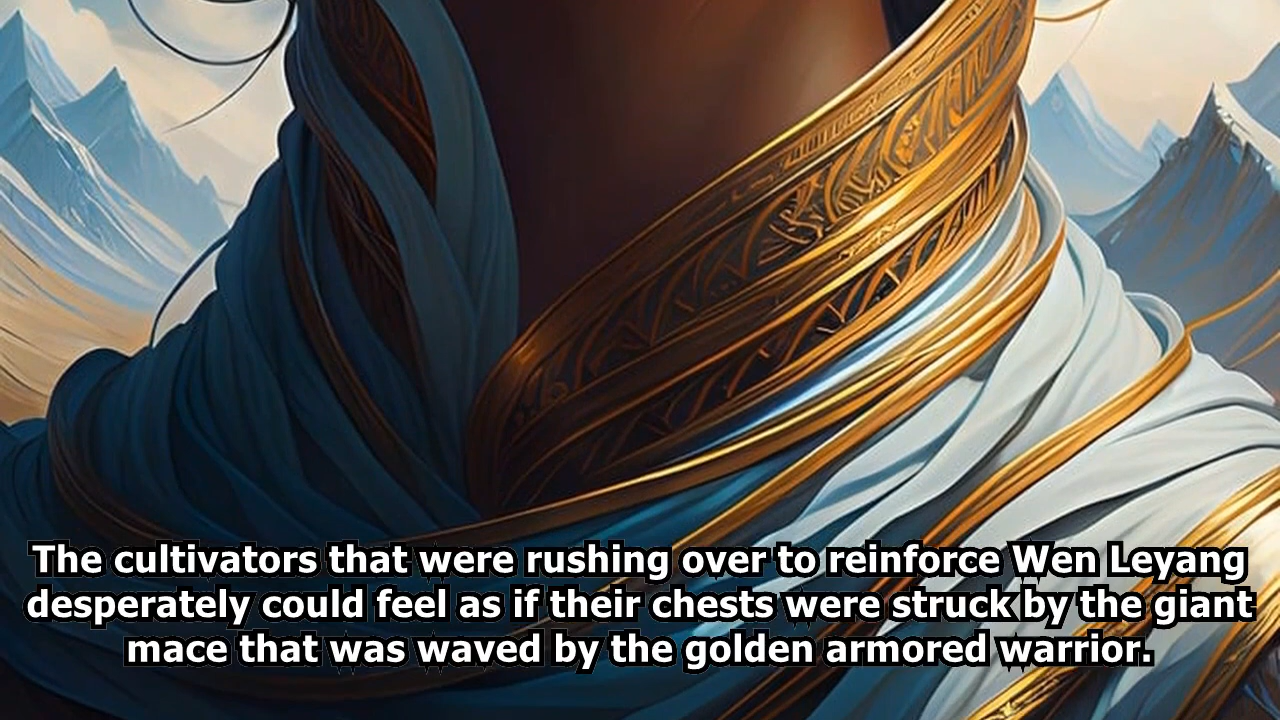 The cultivators that were rushing over to reinforce Wen Leyang
desperately could feel as if their chests were struck by the giant
mace that was waved by the golden armored warrior.